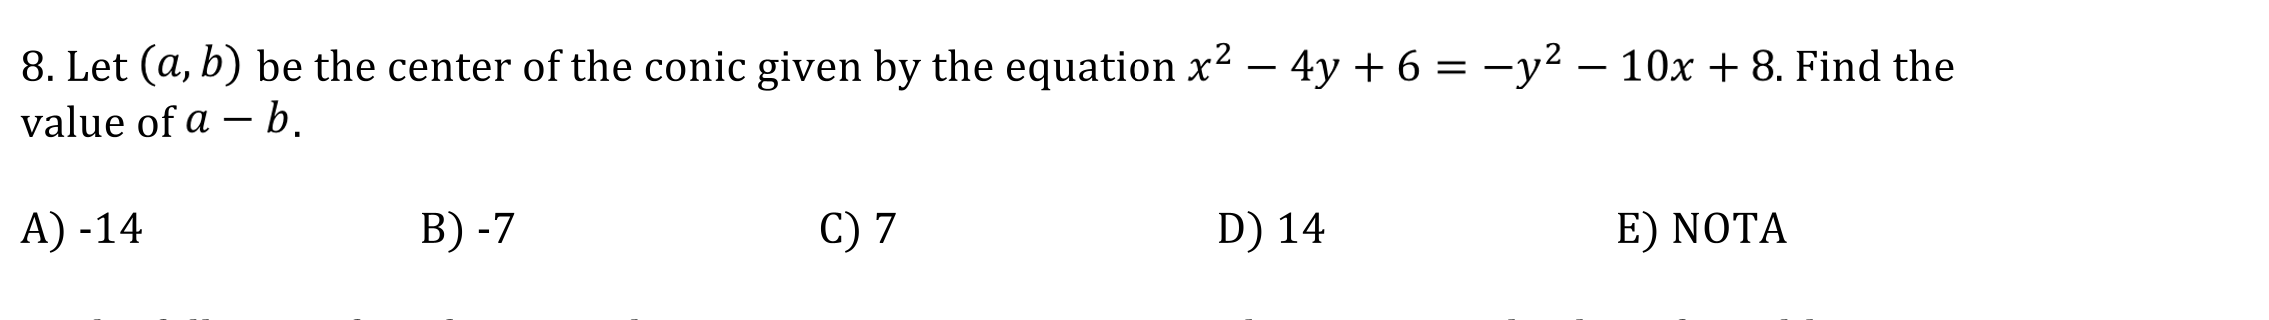 8. Let (a, b) be the center of the conic given by the equation x² − 4y + 6 = −y² − 10x + 8. Find the
value of a − b.
A) -14 B) -7 C) 7 D) 14 E) NOTA